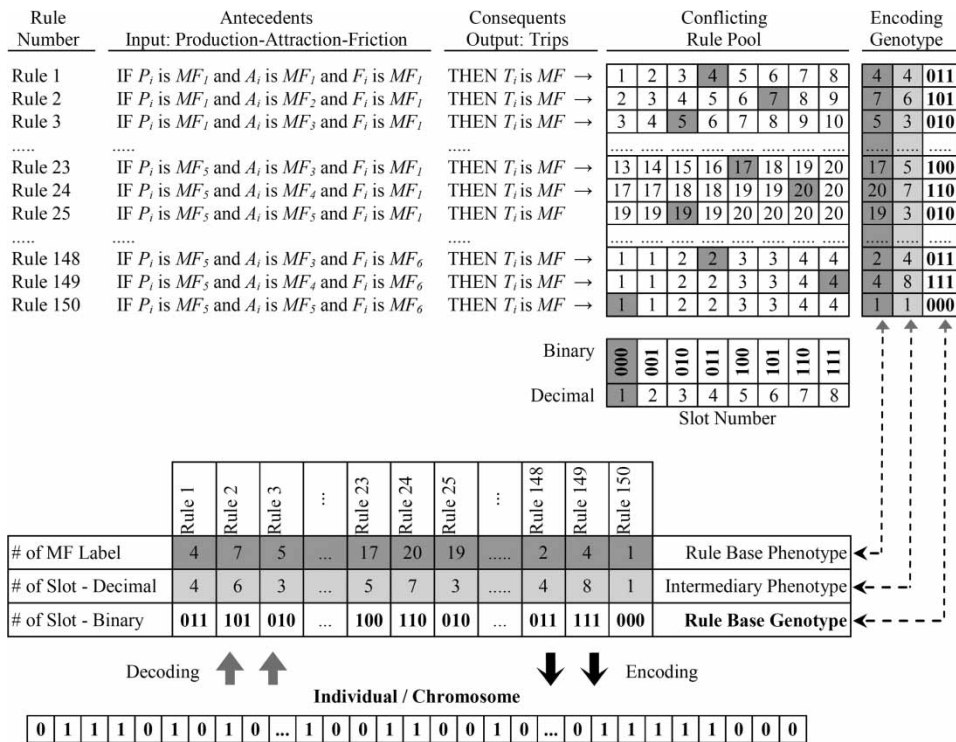 Rule Number Antecedents Input: Production-Attraction-Friction Consequents Output: Trips Conflicting Rule Pool Encoding Genotype
Rule 1 IF Pi is MF1 and Ai is MF1 and Fi is MF1 THEN Ti is MF → 1 2 3 4 5 6 7 8 4 4 011
Rule 2 IF Pi is MF1 and Ai is MF2 and Fi is MF1 THEN Ti is MF → 2 3 4 5 6 7 8 9 7 6 101
Rule 3 IF Pi is MF1 and Ai is MF3 and Fi is MF1 THEN Ti is MF → 3 4 5 6 7 8 9 10 5 3 010
..... ..... ..... ..... ..... ..... ..... ..... ..... ..... ..... ..... ..... .....
Rule 23 IF Pi is MF5 and Ai is MF3 and Fi is MF1 THEN Ti is MF → 13 14 15 16 17 18 19 20 17 5 100
Rule 24 IF Pi is MF5 and Ai is MF4 and Fi is MF1 THEN Ti is MF → 17 17 18 18 19 19 20 20 20 7 110
Rule 25 IF Pi is MF5 and Ai is MF5 and Fi is MF1 THEN Ti is MF 19 19 19 19 20 20 20 20 19 3 010
..... ..... ..... ..... ..... ..... ..... ..... ..... ..... ..... ..... ..... .....
Rule 148 IF Pi is MF5 and Ai is MF3 and Fi is MF6 THEN Ti is MF → 1 1 2 2 3 3 4 4 2 4 011
Rule 149 IF Pi is MF5 and Ai is MF4 and Fi is MF6 THEN Ti is MF → 1 1 2 2 3 3 4 4 4 8 111
Rule 150 IF Pi is MF5 and Ai is MF5 and Fi is MF6 THEN Ti is MF → 1 1 2 2 3 3 4 4 1 1 000
Binary 000 001 010 011 100 101 110 111
Decimal 1 2 3 4 5 6 7 8
Slot Number
Rule 1 Rule 2 Rule 3 ... Rule 23 Rule 24 Rule 25 ... Rule 148 Rule 149 Rule 150
# of MF Label 4 7 5 ... 17 20 19 ..... 2 4 1 Rule Base Phenotype
# of Slot - Decimal 4 6 3 ... 5 7 3 ..... 4 8 1 Intermediary Phenotype
# of Slot - Binary 011 101 010 ... 100 110 010 ... 011 111 000 Rule Base Genotype
Decoding Encoding
Individual / Chromosome
0 1 1 1 0 1 0 1 0 ... 1 0 0 1 1 0 0 1 0 ... 0 1 1 1 1 1 0 0 0